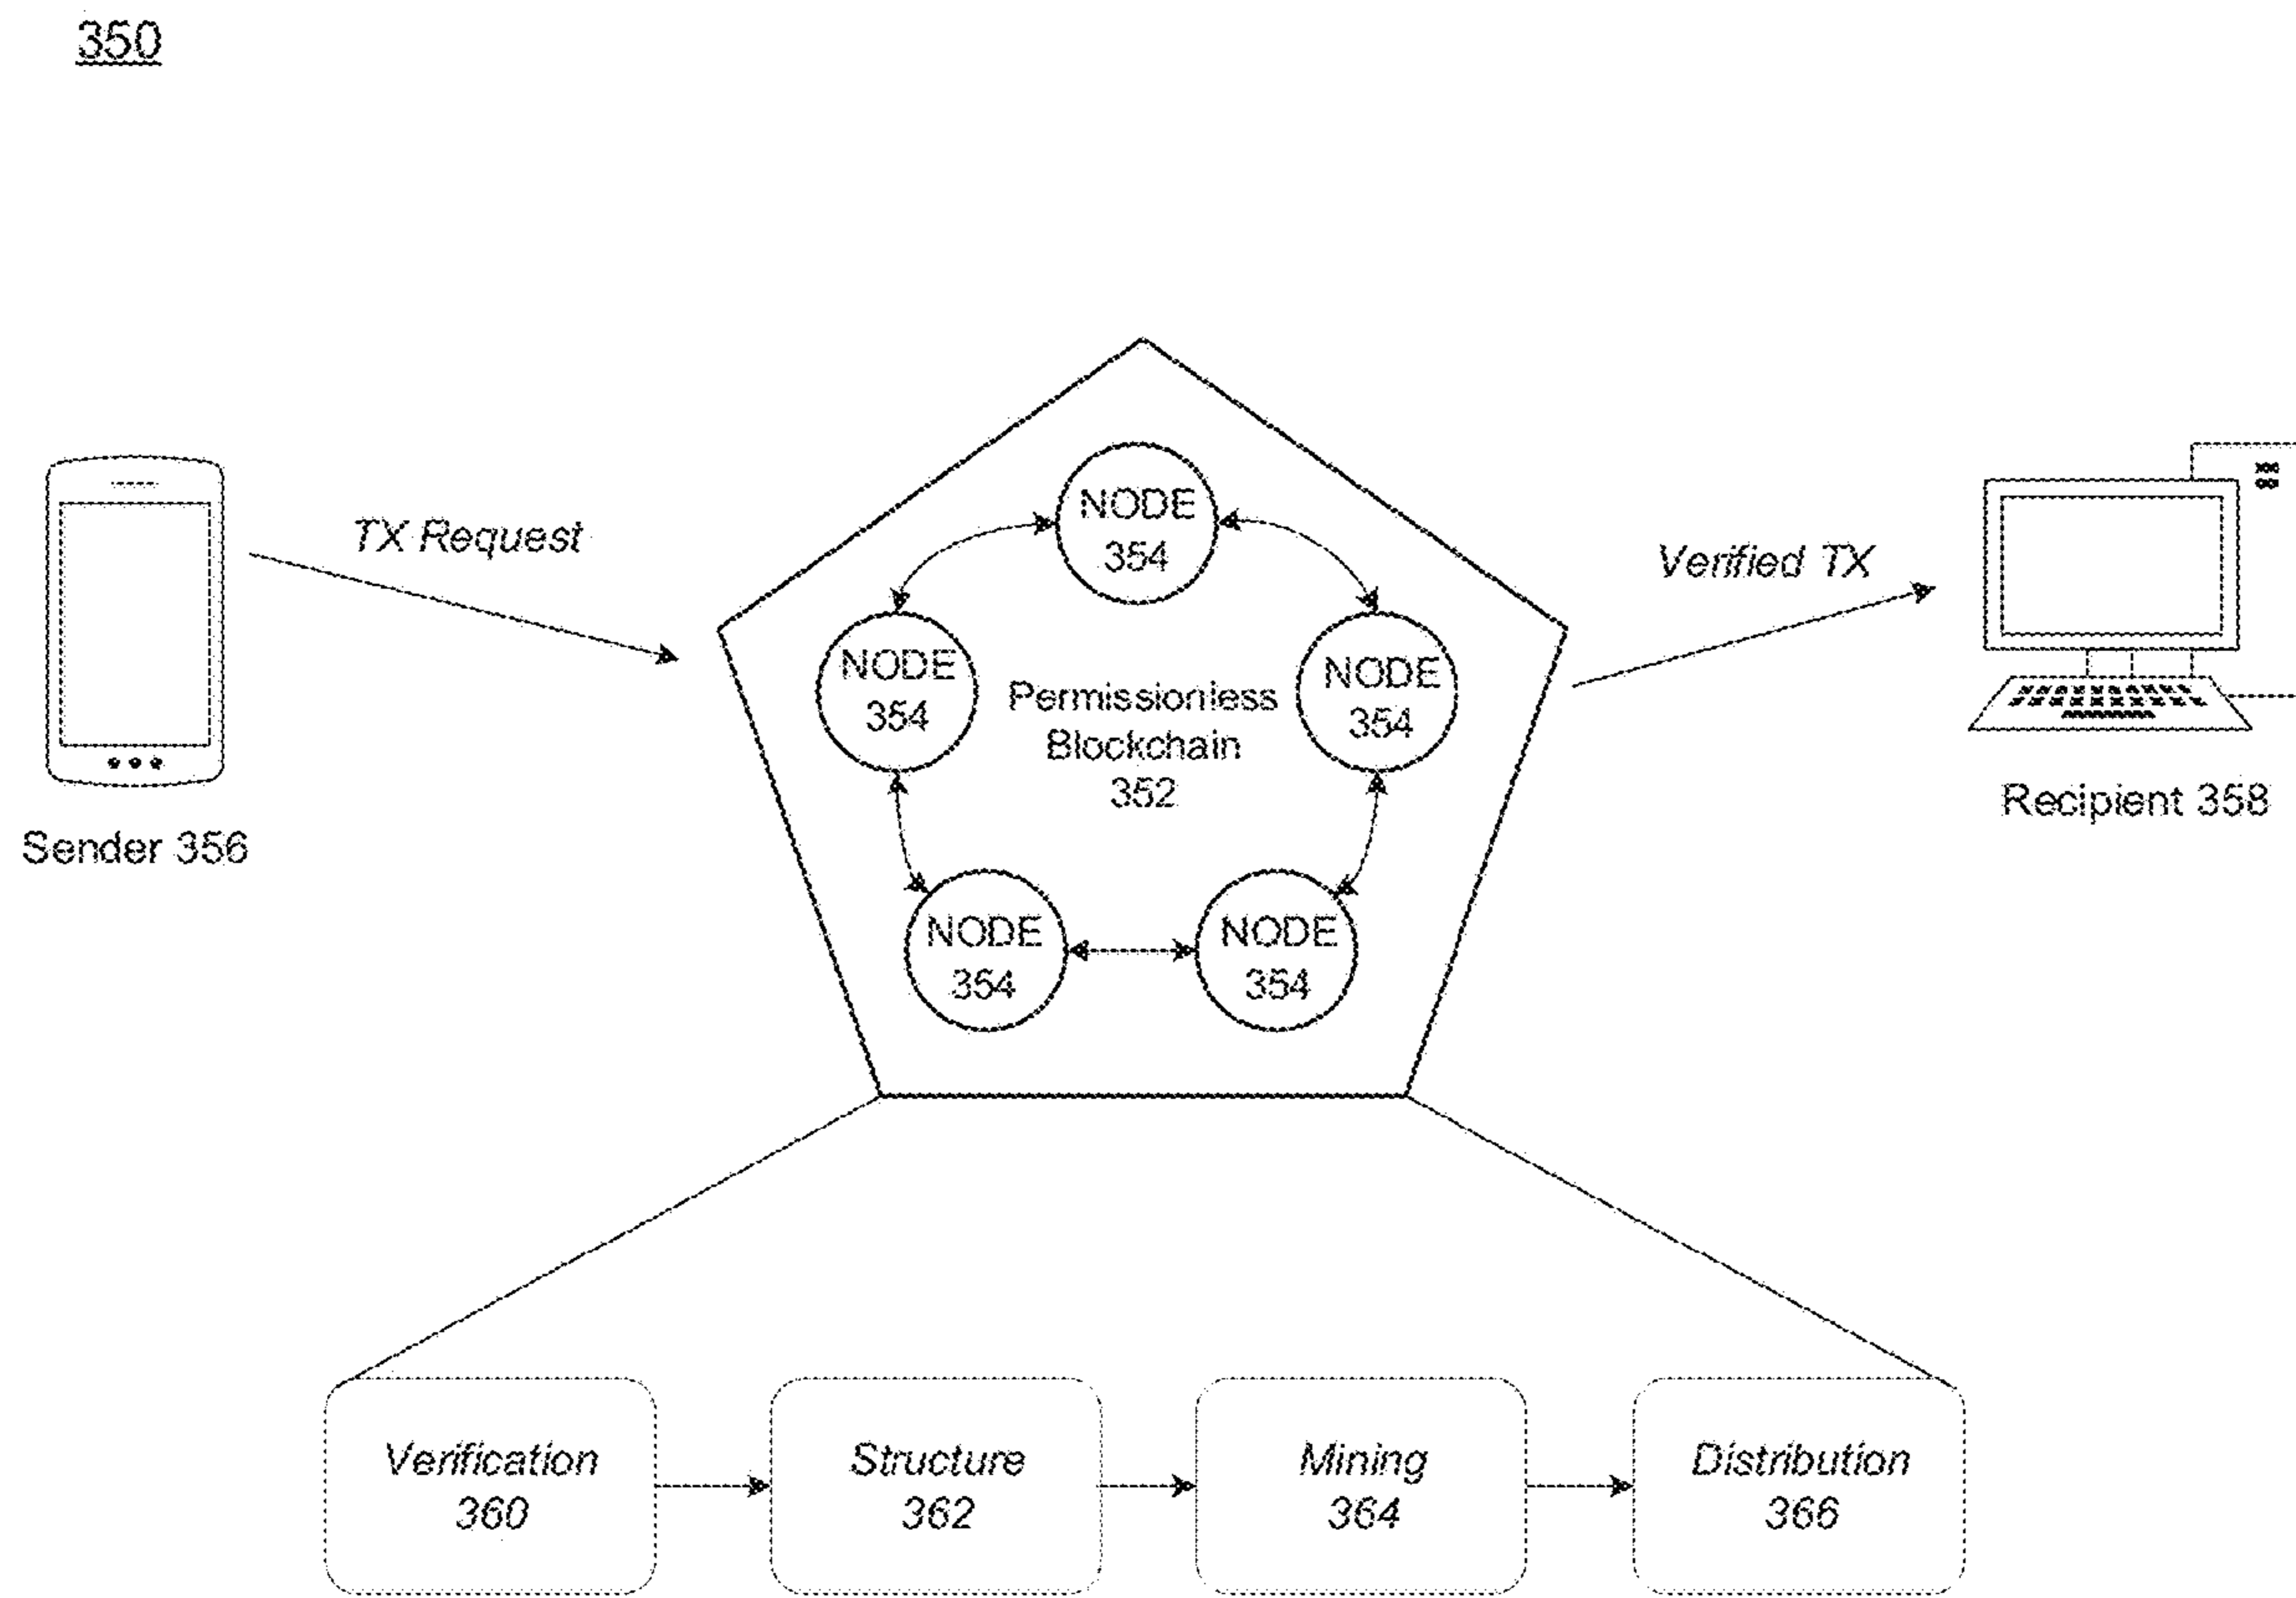 350
NODE
354
TX Request
Verified TX
NODE
354
Permissionless
Blockchain
352
NODE
354
Sender 356
Recipient 358
NODE
354
NODE
354
Verification
360
Structure
362
Mining
364
Distribution
366